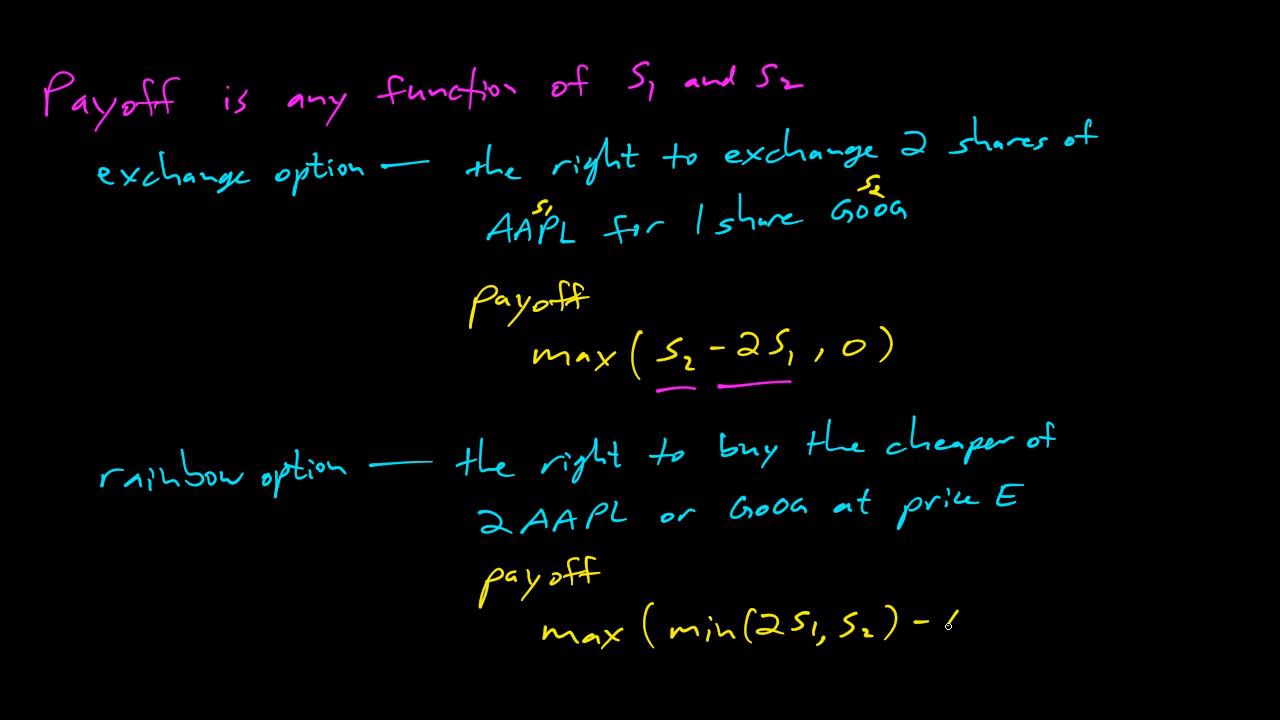 Payoff is any function of S₁ and S₂
exchange option — the right to exchange 2 shares of
S₁ S₂
AAPL for 1 share GOOG
payoff
max( S₂ - 2S₁ , 0 )
rainbow option — the right to buy the cheaper of
2 AAPL or GOOG at price E
payoff
max ( min(2S₁, S₂) -